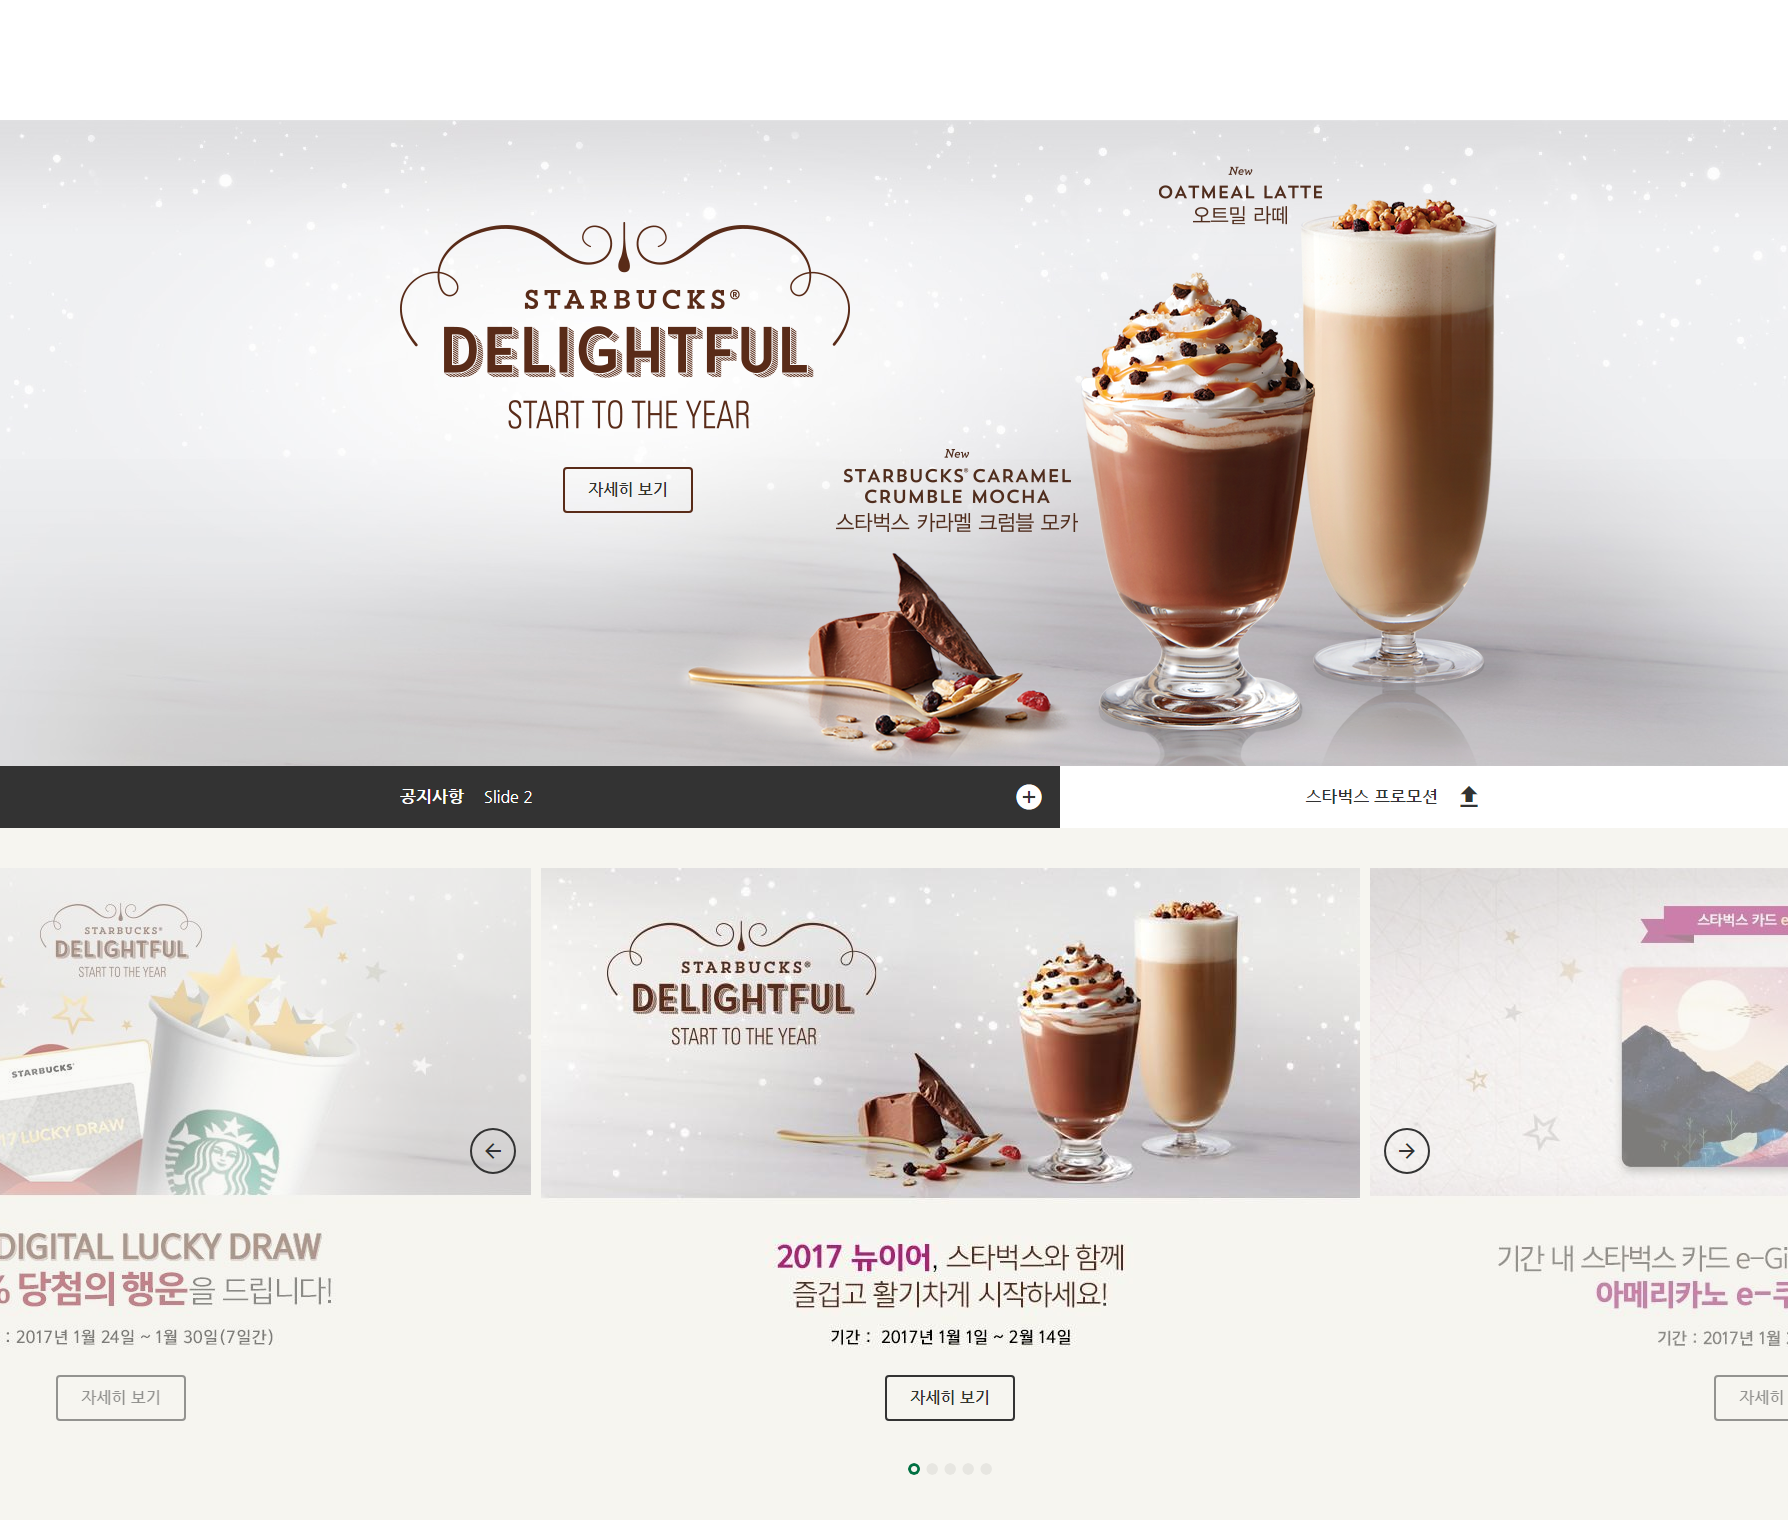 New
OATMEAL LATTE
오트밀 라떼
STARBUCKS®
DELIGHTFUL
START TO THE YEAR
자세히 보기
New
STARBUCKS® CARAMEL
CRUMBLE MOCHA
스타벅스 카라멜 크럼블 모카
공지사항 Slide 2
스타벅스 프로모션
STARBUCKS®
DELIGHTFUL
START TO THE YEAR
STARBUCKS®
17 LUCKY DRAW
DIGITAL LUCKY DRAW
% 당첨의 행운을 드립니다!
: 2017년 1월 24일 ~ 1월 30일(7일간)
자세히 보기
STARBUCKS®
DELIGHTFUL
START TO THE YEAR
2017 뉴이어, 스타벅스와 함께
즐겁고 활기차게 시작하세요!
기간 : 2017년 1월 1일 ~ 2월 14일
자세히 보기
스타벅스 카드 e
기간 내 스타벅스 카드 e-Gi
아메리카노 e-쿠
기간 : 2017년 1월
자세히